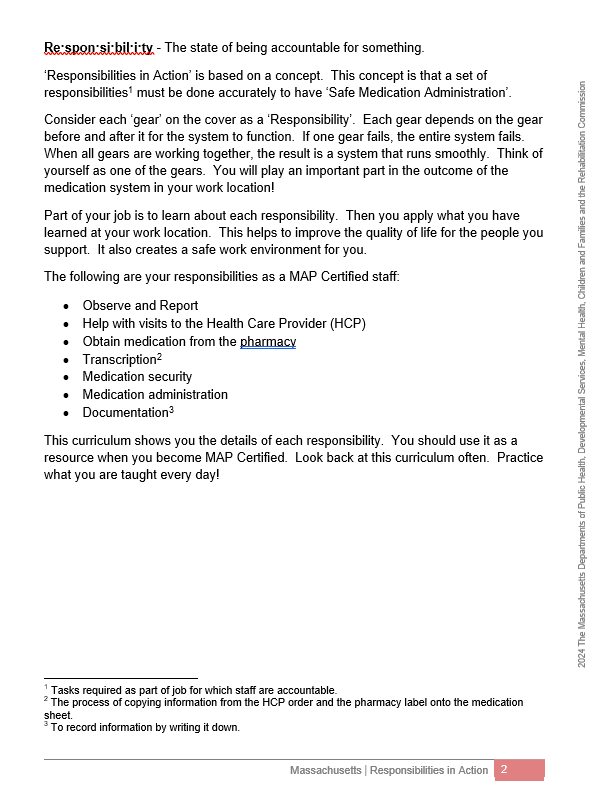 Re·spon·si·bil·i·ty - The state of being accountable for something.
‘Responsibilities in Action’ is based on a concept.  This concept is that a set of
responsibilities¹ must be done accurately to have ‘Safe Medication Administration’.
Consider each ‘gear’ on the cover as a ‘Responsibility’.  Each gear depends on the gear
before and after it for the system to function.  If one gear fails, the entire system fails.
When all gears are working together, the result is a system that runs smoothly.  Think of
yourself as one of the gears.  You will play an important part in the outcome of the
medication system in your work location!
Part of your job is to learn about each responsibility.  Then you apply what you have
learned at your work location.  This helps to improve the quality of life for the people you
support.  It also creates a safe work environment for you.
The following are your responsibilities as a MAP Certified staff:
• Observe and Report
• Help with visits to the Health Care Provider (HCP)
• Obtain medication from the pharmacy
• Transcription²
• Medication security
• Medication administration
• Documentation³
This curriculum shows you the details of each responsibility.  You should use it as a
resource when you become MAP Certified.  Look back at this curriculum often.  Practice
what you are taught every day!
¹ Tasks required as part of job for which staff are accountable.
² The process of copying information from the HCP order and the pharmacy label onto the medication
sheet.
³ To record information by writing it down.
Massachusetts | Responsibilities in Action 2
2024 The Massachusetts Departments of Public Health, Developmental Services, Mental Health, Children and Families and the Rehabilitation Commission